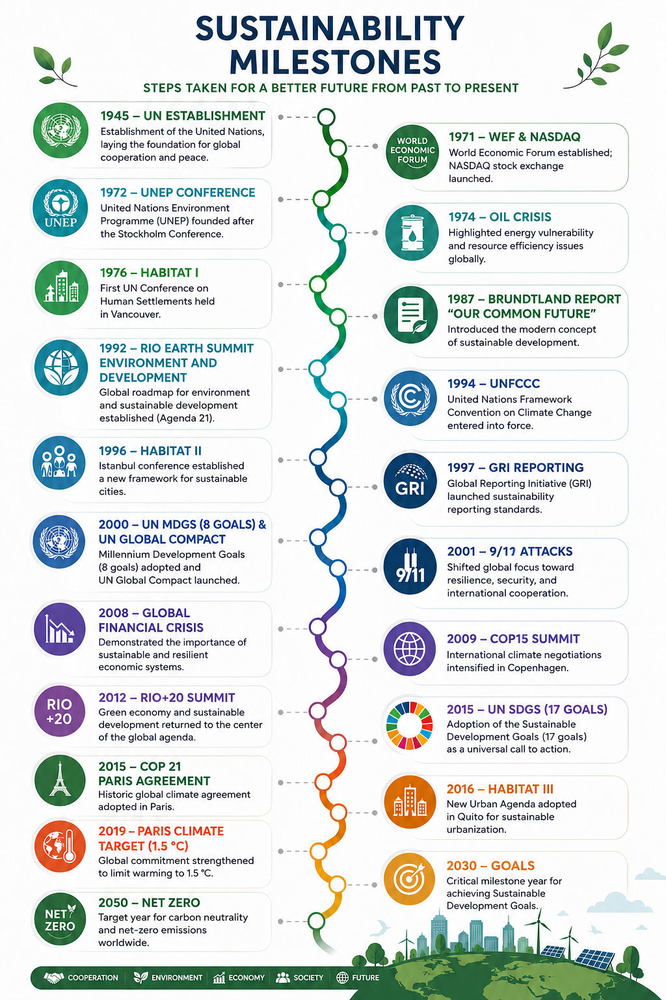 SUSTAINABILITY
MILESTONES
STEPS TAKEN FOR A BETTER FUTURE FROM PAST TO PRESENT
1945 – UN ESTABLISHMENT
Establishment of the United Nations,
laying the foundation for global
cooperation and peace.
WORLD
ECONOMIC
FORUM
1971 – WEF & NASDAQ
World Economic Forum established;
NASDAQ stock exchange
launched.
UNEP
1972 – UNEP CONFERENCE
United Nations Environment
Programme (UNEP) founded after
the Stockholm Conference.
1974 – OIL CRISIS
Highlighted energy vulnerability
and resource efficiency issues
globally.
1976 – HABITAT I
First UN Conference on
Human Settlements held
in Vancouver.
1987 – BRUNDTLAND REPORT
“OUR COMMON FUTURE”
Introduced the modern concept
of sustainable development.
1992 – RIO EARTH SUMMIT
ENVIRONMENT AND
DEVELOPMENT
Global roadmap for environment
and sustainable development
established (Agenda 21).
1994 – UNFCCC
United Nations Framework
Convention on Climate Change
entered into force.
1996 – HABITAT II
Istanbul conference established
a new framework for sustainable
cities.
GRI
1997 – GRI REPORTING
Global Reporting Initiative (GRI)
launched sustainability
reporting standards.
2000 – UN MDGS (8 GOALS) &
UN GLOBAL COMPACT
Millennium Development Goals
(8 goals) adopted and
UN Global Compact launched.
9/11
2001 – 9/11 ATTACKS
Shifted global focus toward
resilience, security, and
international cooperation.
2008 – GLOBAL
FINANCIAL CRISIS
Demonstrated the importance of
sustainable and resilient
economic systems.
2009 – COP15 SUMMIT
International climate negotiations
intensified in Copenhagen.
RIO
+20
2012 – RIO+20 SUMMIT
Green economy and sustainable
development returned to the center
of the global agenda.
2015 – UN SDGS (17 GOALS)
Adoption of the Sustainable
Development Goals (17 goals)
as a universal call to action.
2015 – COP 21
PARIS AGREEMENT
Historic global climate agreement
adopted in Paris.
2016 – HABITAT III
New Urban Agenda adopted
in Quito for sustainable
urbanization.
2019 – PARIS CLIMATE
TARGET (1.5 °C)
Global commitment strengthened
to limit warming to 1.5 °C.
2030 – GOALS
Critical milestone year for
achieving Sustainable
Development Goals.
NET
ZERO
2050 – NET ZERO
Target year for carbon neutrality
and net-zero emissions
worldwide.
COOPERATION
ENVIRONMENT
ECONOMY
SOCIETY
FUTURE